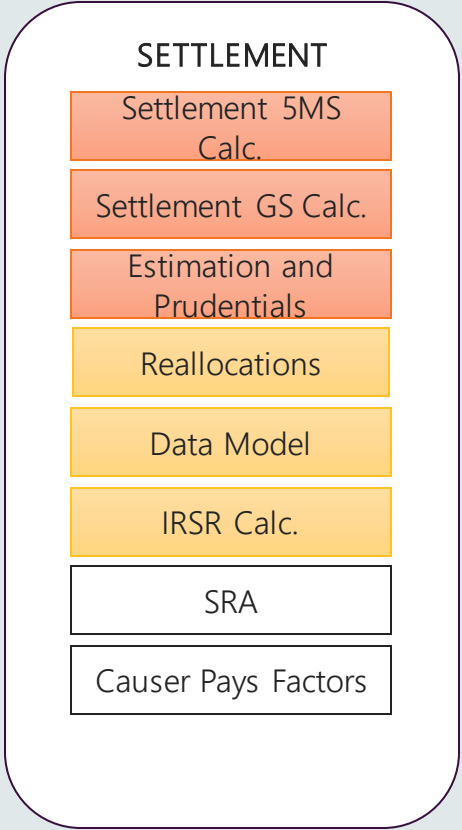 SETTLEMENT
Settlement 5MS
Calc.
Settlement GS Calc.
Estimation and
Prudentials
Reallocations
Data Model
IRSR Calc.
SRA
Causer Pays Factors